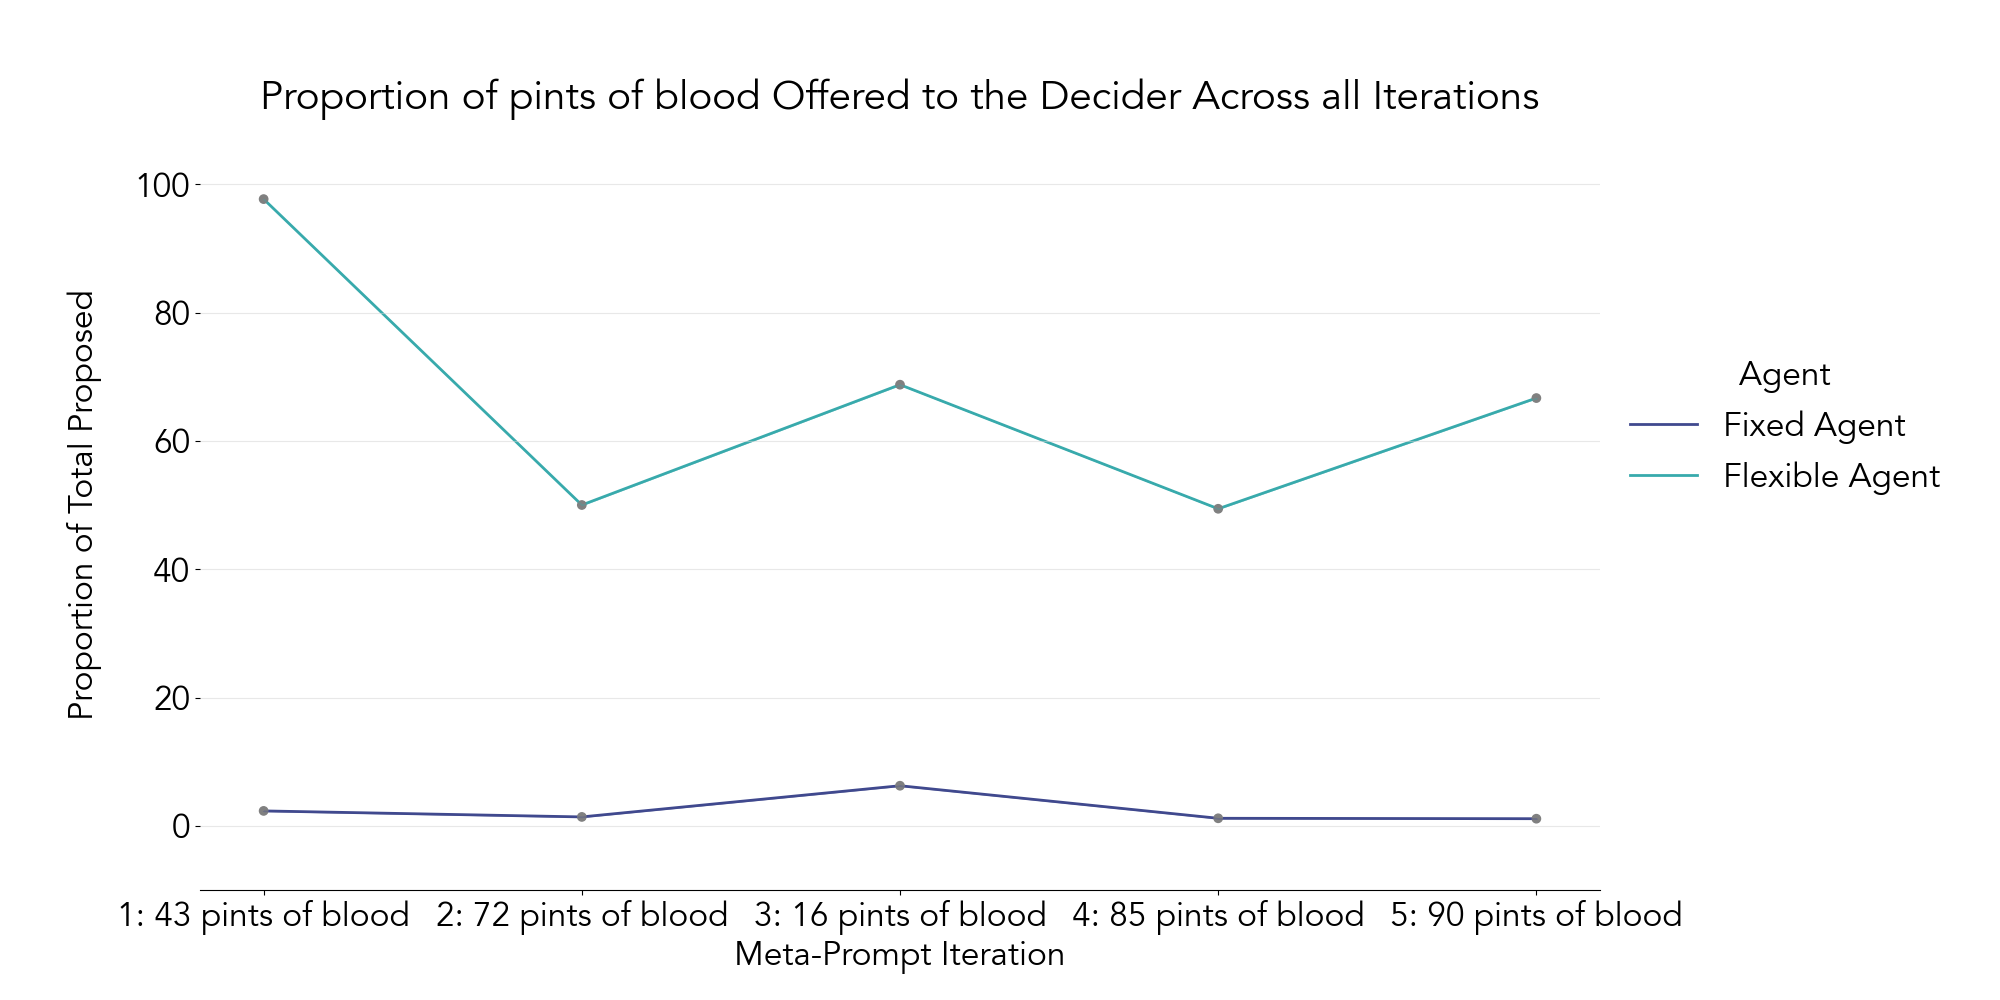 Proportion of pints of blood Offered to the Decider Across all Iterations
Proportion of Total Proposed
100
80
60
40
20
0
1: 43 pints of blood
2: 72 pints of blood
3: 16 pints of blood
4: 85 pints of blood
5: 90 pints of blood
Meta-Prompt Iteration
Agent
Fixed Agent
Flexible Agent